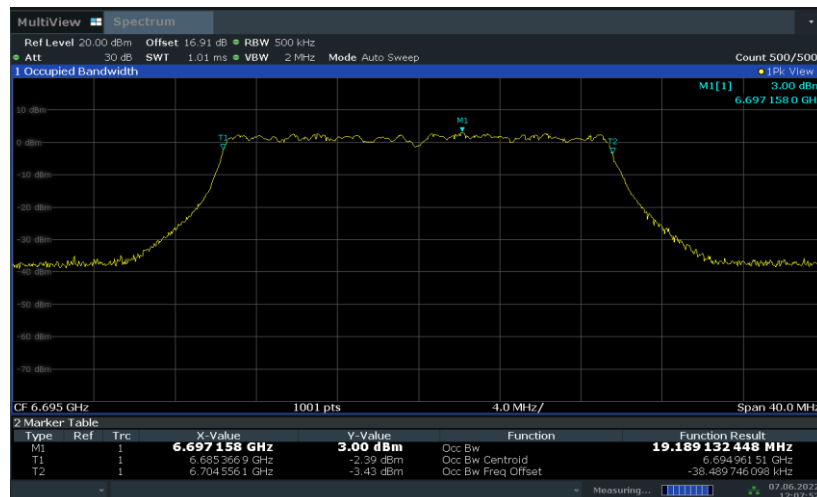 MultiView Spectrum
Ref Level 20.00 dBm Offset 16.91 dB RBW 500 kHz
Att 30 dB SWT 1.01 ms VBW 2 MHz Mode Auto Sweep Count 500/500
1 Occupied Bandwidth 1Pk View
M1[1] 3.00 dBm
6.697 158 0 GH
10 dBm
M1
T1
T2
0 dBm
-10 dBm
-20 dBm
-30 dBm
-40 dBm
-50 dBm
-60 dBm
-70 dBm
CF 6.695 GHz 1001 pts 4.0 MHz/ Span 40.0 MHz
2 Marker Table
Type Ref Trc X-Value Y-Value Function Function Result
M1 1 6.697 158 GHz 3.00 dBm Occ Bw 19.189 132 448 MHz
T1 1 6.685 366 9 GHz -2.39 dBm Occ Bw Centroid 6.694 961 51 GHz
T2 1 6.704 556 1 GHz -3.43 dBm Occ Bw Freq Offset -38.489 746 098 kHz
Measuring... 07.06.2022